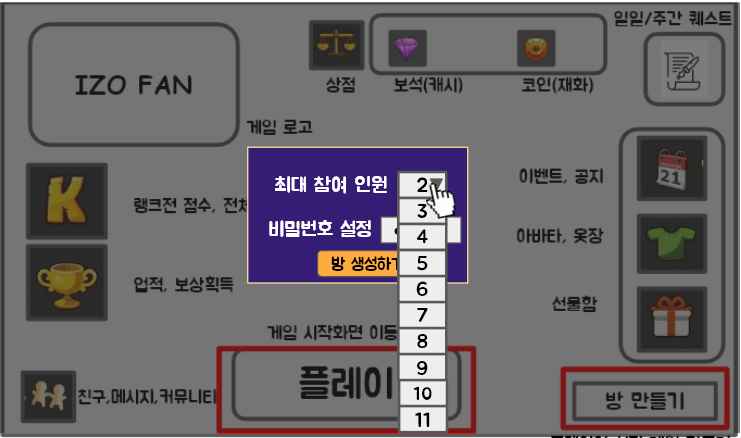 일일/주간 퀘스트
IZO FAN
상점
보석(캐시)
코인(재화)
게임 로고
최대 참여 인원
2
3
4
5
6
7
8
9
10
11
비밀번호 설정
방 생성하기
랭크전 점수, 전체
이벤트, 공지
21
아바타, 옷장
업적, 보상획득
선물함
게임 시작화면 이동
플레이
친구,메시지,커뮤니티
방 만들기